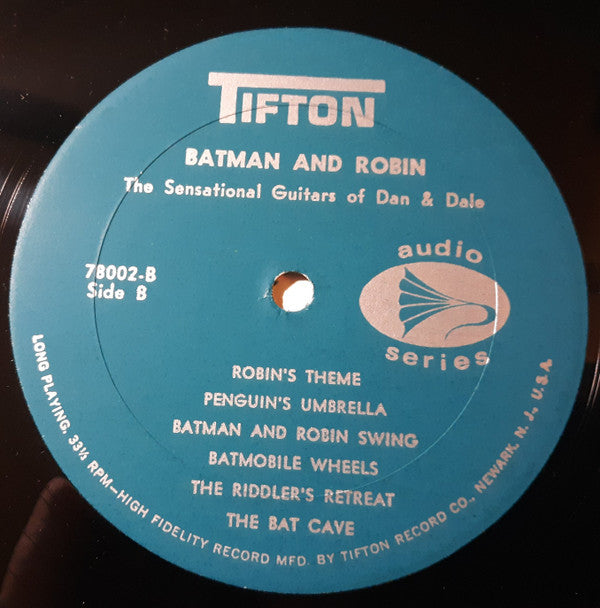 TIFTON
BATMAN AND ROBIN
The Sensational Guitars of Dan & Dale
78002-B
Side B
audio
series
ROBIN'S THEME
PENGUIN'S UMBRELLA
BATMAN AND ROBIN SWING
BATMOBILE WHEELS
THE RIDDLER'S RETREAT
THE BAT CAVE
LONG PLAYING, 33⅓ RPM—HIGH FIDELITY RECORD MFD. BY TIFTON RECORD CO., NEWARK, N. J., U.S.A.